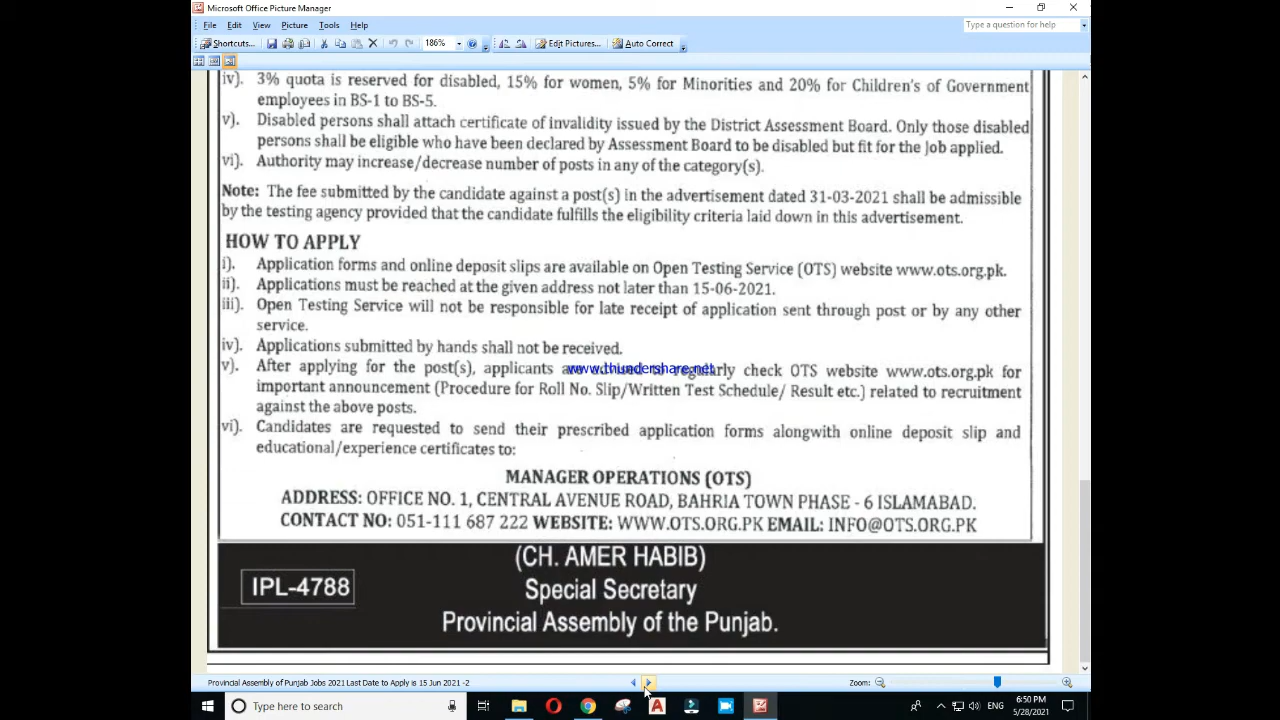 Microsoft Office Picture Manager
File Edit View Picture Tools Help
Type a question for help
Shortcuts... 186% Edit Pictures... Auto Correct
iv). 3% quota is reserved for disabled, 15% for women, 5% for Minorities and 20% for Children's of Government
employees in BS-1 to BS-5.
v). Disabled persons shall attach certificate of invalidity issued by the District Assessment Board. Only those disabled
persons shall be eligible who have been declared by Assessment Board to be disabled but fit for the Job applied.
vi). Authority may increase/decrease number of posts in any of the category(s).
Note: The fee submitted by the candidate against a post(s) in the advertisement dated 31-03-2021 shall be admissible
by the testing agency provided that the candidate fulfills the eligibility criteria laid down in this advertisement.
HOW TO APPLY
i). Application forms and online deposit slips are available on Open Testing Service (OTS) website www.ots.org.pk.
ii). Applications must be reached at the given address not later than 15-06-2021.
iii). Open Testing Service will not be responsible for late receipt of application sent through post or by any other
service.
iv). Applications submitted by hands shall not be received.
v). After applying for the post(s), applicants are advised to regularly check OTS website www.ots.org.pk for
www.thundershare.net
important announcement (Procedure for Roll No. Slip/Written Test Schedule/ Result etc.) related to recruitment
against the above posts.
vi). Candidates are requested to send their prescribed application forms alongwith online deposit slip and
educational/experience certificates to:
MANAGER OPERATIONS (OTS)
ADDRESS: OFFICE NO. 1, CENTRAL AVENUE ROAD, BAHRIA TOWN PHASE - 6 ISLAMABAD.
CONTACT NO: 051-111 687 222 WEBSITE: WWW.OTS.ORG.PK EMAIL: INFO@OTS.ORG.PK
(CH. AMER HABIB)
IPL-4788
Special Secretary
Provincial Assembly of the Punjab.
Provincial Assembly of Punjab Jobs 2021 Last Date to Apply is 15 Jun 2021 -2
Zoom:
Type here to search
ENG
6:50 PM
5/28/2021